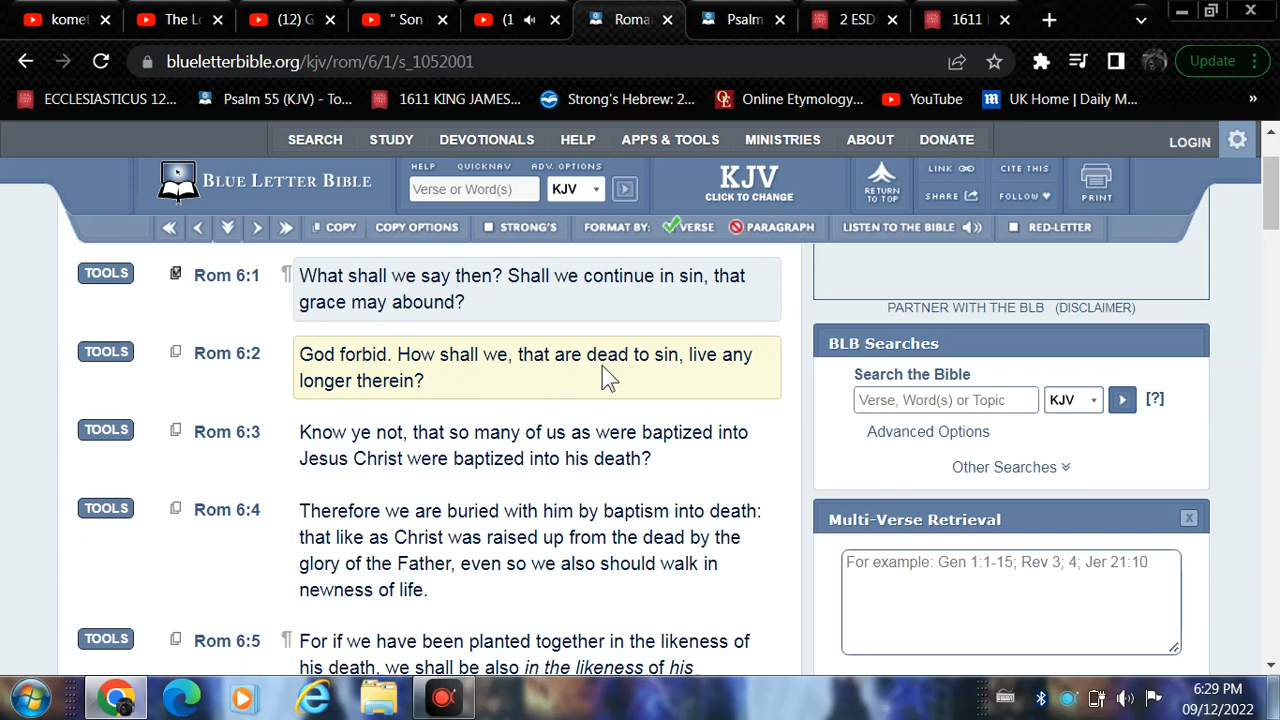 komet
The Lo
(12) G
" Son
(1
Roma
Psalm
2 ESD
1611
blueletterbible.org/kjv/rom/6/1/s_1052001
Update
ECCLESIASTICUS 12...
Psalm 55 (KJV) - To...
1611 KING JAMES...
Strong's Hebrew: 2...
Online Etymology...
YouTube
UK Home | Daily M...
»
SEARCH STUDY DEVOTIONALS HELP APPS & TOOLS MINISTRIES ABOUT DONATE
LOGIN
BLUE LETTER BIBLE
HELP QUICKNAV ADV. OPTIONS
Verse or Word(s)
KJV
KJV
CLICK TO CHANGE
RETURN
TO TOP
LINK
CITE THIS
SHARE
FOLLOW
PRINT
COPY COPY OPTIONS STRONG'S FORMAT BY: VERSE PARAGRAPH LISTEN TO THE BIBLE RED-LETTER
TOOLS
Rom 6:1
¶ What shall we say then? Shall we continue in sin, that
grace may abound?
TOOLS
Rom 6:2
God forbid. How shall we, that are dead to sin, live any
longer therein?
TOOLS
Rom 6:3
Know ye not, that so many of us as were baptized into
Jesus Christ were baptized into his death?
TOOLS
Rom 6:4
Therefore we are buried with him by baptism into death:
that like as Christ was raised up from the dead by the
glory of the Father, even so we also should walk in
newness of life.
TOOLS
Rom 6:5
¶ For if we have been planted together in the likeness of
his death, we shall be also in the likeness of his
PARTNER WITH THE BLB (DISCLAIMER)
BLB Searches
Search the Bible
Verse, Word(s) or Topic
KJV
[?]
Advanced Options
Other Searches
Multi-Verse Retrieval
X
For example: Gen 1:1-15; Rev 3; 4; Jer 21:10
6:29 PM
09/12/2022